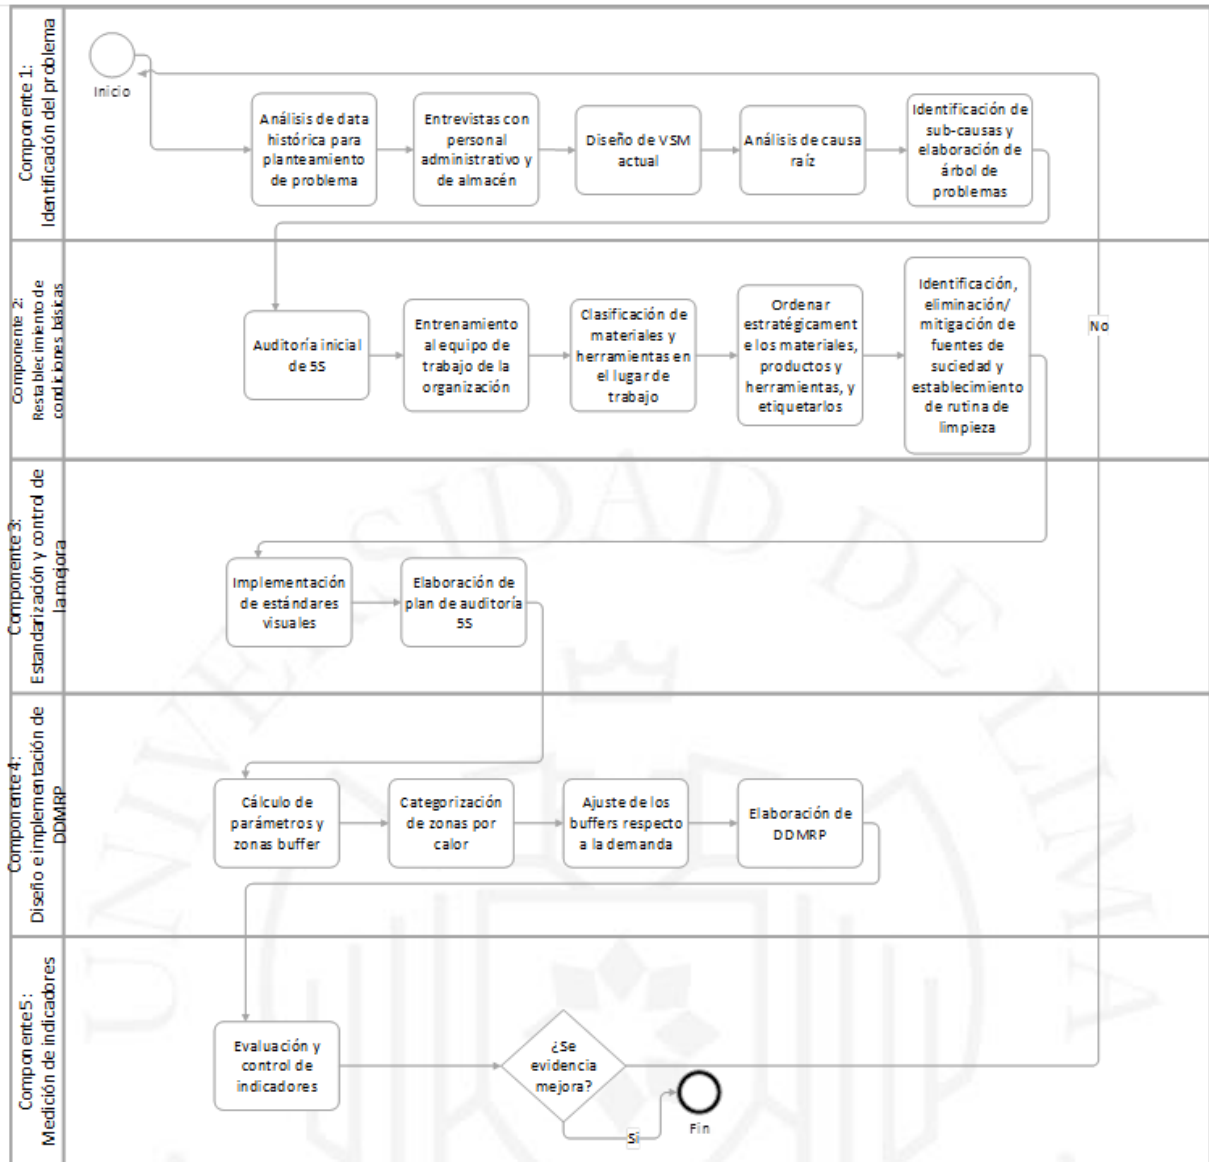 Componente 1:
Identificación del problema
Inicio
Análisis de data
histórica para
planteamiento
de problema
Entrevistas con
personal
administrativo y
de almacén
Diseño de VSM
actual
Análisis de causa
raíz
Identificación de
sub-causas y
elaboración de
árbol de
problemas
Componente 2:
Restablecimiento de
condiciones básicas
Auditoría inicial
de 5S
Entrenamiento
al equipo de
trabajo de la
organización
Clasificación de
materiales y
herramientas en
el lugar de
trabajo
Ordenar
estratégicament
e los materiales,
productos y
herramientas, y
etiquetarlos
Identificación,
eliminación/
mitigación de
fuentes de
suciedad y
establecimiento
de rutina de
limpieza
No
Componente 3:
Estandarización y control de
la mejora
Implementación
de estándares
visuales
Elaboración de
plan de auditoría
5S
Componente 4:
Diseño e implementación de
DDMRP
Cálculo de
parámetros y
zonas buffer
Categorización
de zonas por
calor
Ajuste de los
buffers respecto
a la demanda
Elaboración de
DDMRP
Componente 5:
Medición de indicadores
Evaluación y
control de
indicadores
¿Se
evidencia
mejora?
Si
Fin
UNIVERSIDAD DE LIMA